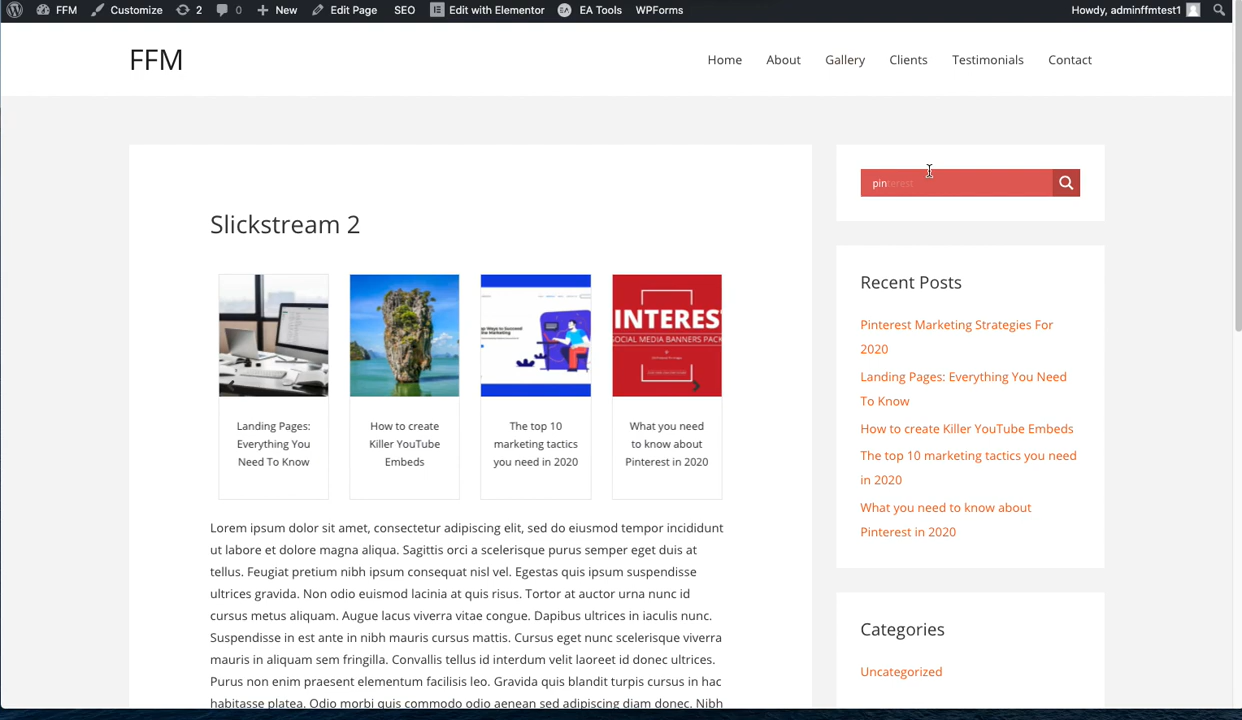 FFM Customize 2 0 New Edit Page SEO Edit with Elementor EA Tools WPForms Howdy, adminffmtest1
FFM
Home About Gallery Clients Testimonials Contact
pinterest
Slickstream 2
INTEREST
SOCIAL MEDIA BANNERS PACK
Landing Pages:
Everything You
Need To Know
How to create
Killer YouTube
Embeds
The top 10
marketing tactics
you need in 2020
What you need
to know about
Pinterest in 2020
Lorem ipsum dolor sit amet, consectetur adipiscing elit, sed do eiusmod tempor incididunt
ut labore et dolore magna aliqua. Sagittis orci a scelerisque purus semper eget duis at
tellus. Feugiat pretium nibh ipsum consequat nisl vel. Egestas quis ipsum suspendisse
ultrices gravida. Non odio euismod lacinia at quis risus. Tortor at auctor urna nunc id
cursus metus aliquam. Augue lacus viverra vitae congue. Dapibus ultrices in iaculis nunc.
Suspendisse in est ante in nibh mauris cursus mattis. Cursus eget nunc scelerisque viverra
mauris in aliquam sem fringilla. Convallis tellus id interdum velit laoreet id donec ultrices.
Purus non enim praesent elementum facilisis leo. Gravida quis blandit turpis cursus in hac
habitasse platea. Odio morbi quis commodo odio aenean sed adipiscing diam donec. Nibh
Recent Posts
Pinterest Marketing Strategies For
2020
Landing Pages: Everything You Need
To Know
How to create Killer YouTube Embeds
The top 10 marketing tactics you need
in 2020
What you need to know about
Pinterest in 2020
Categories
Uncategorized